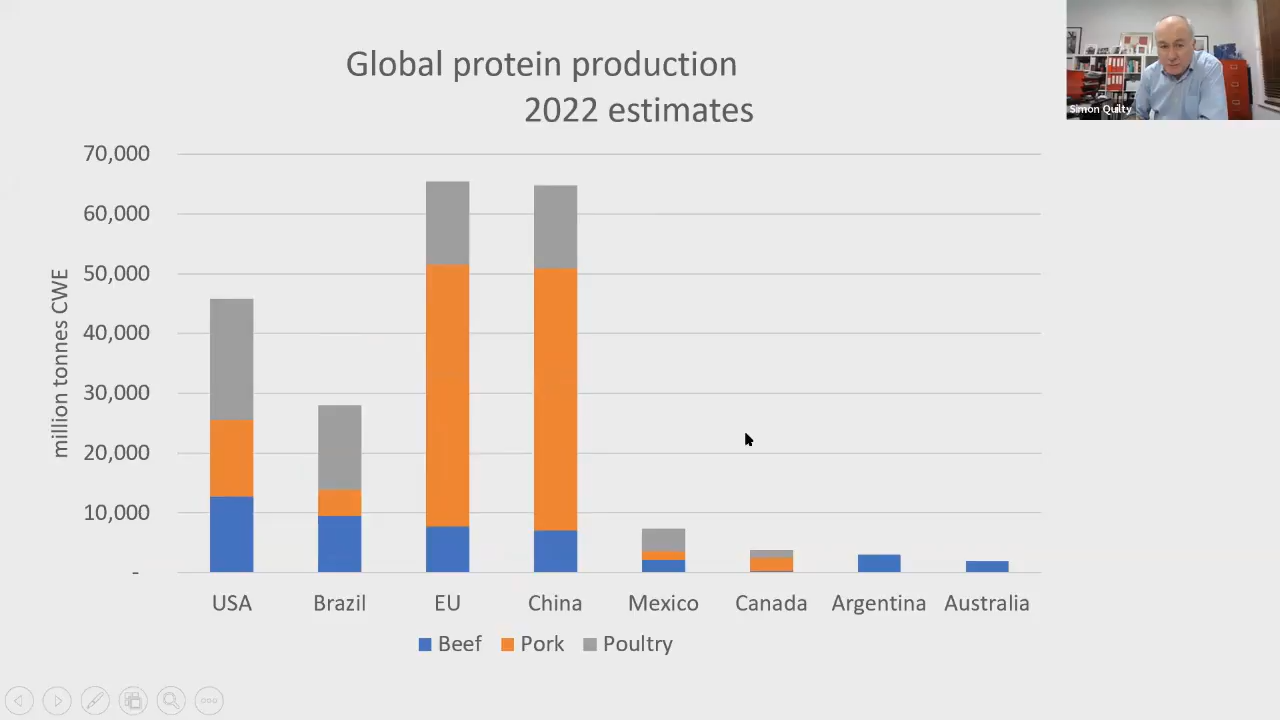 Global protein production
2022 estimates
Simon Quilty
70,000
60,000
50,000
40,000
30,000
20,000
10,000
-
million tonnes CWE
USA Brazil EU China Mexico Canada Argentina Australia
Beef Pork Poultry